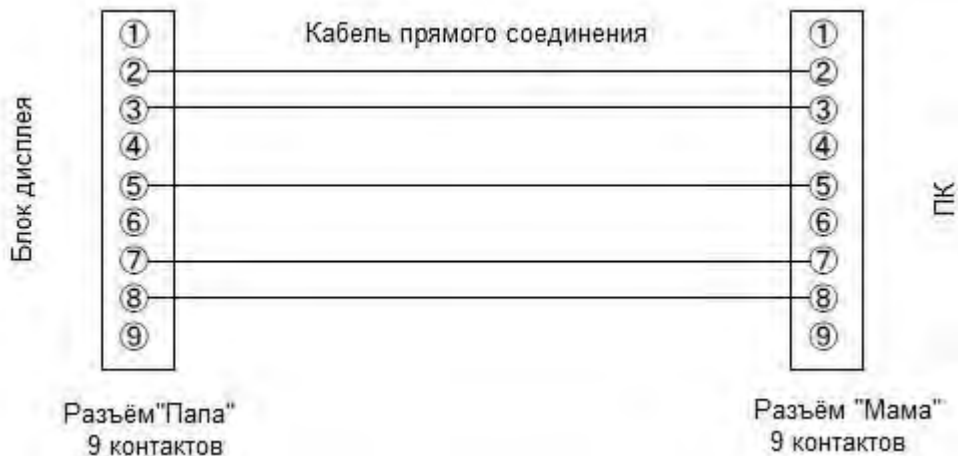 Кабель прямого соединения
① ①
② ②
③ ③
④ ④
⑤ ⑤
⑥ ⑥
⑦ ⑦
⑧ ⑧
⑨ ⑨
Блок дисплея
ПК
Разъём"Папа"
9 контактов
Разъём "Мама"
9 контактов